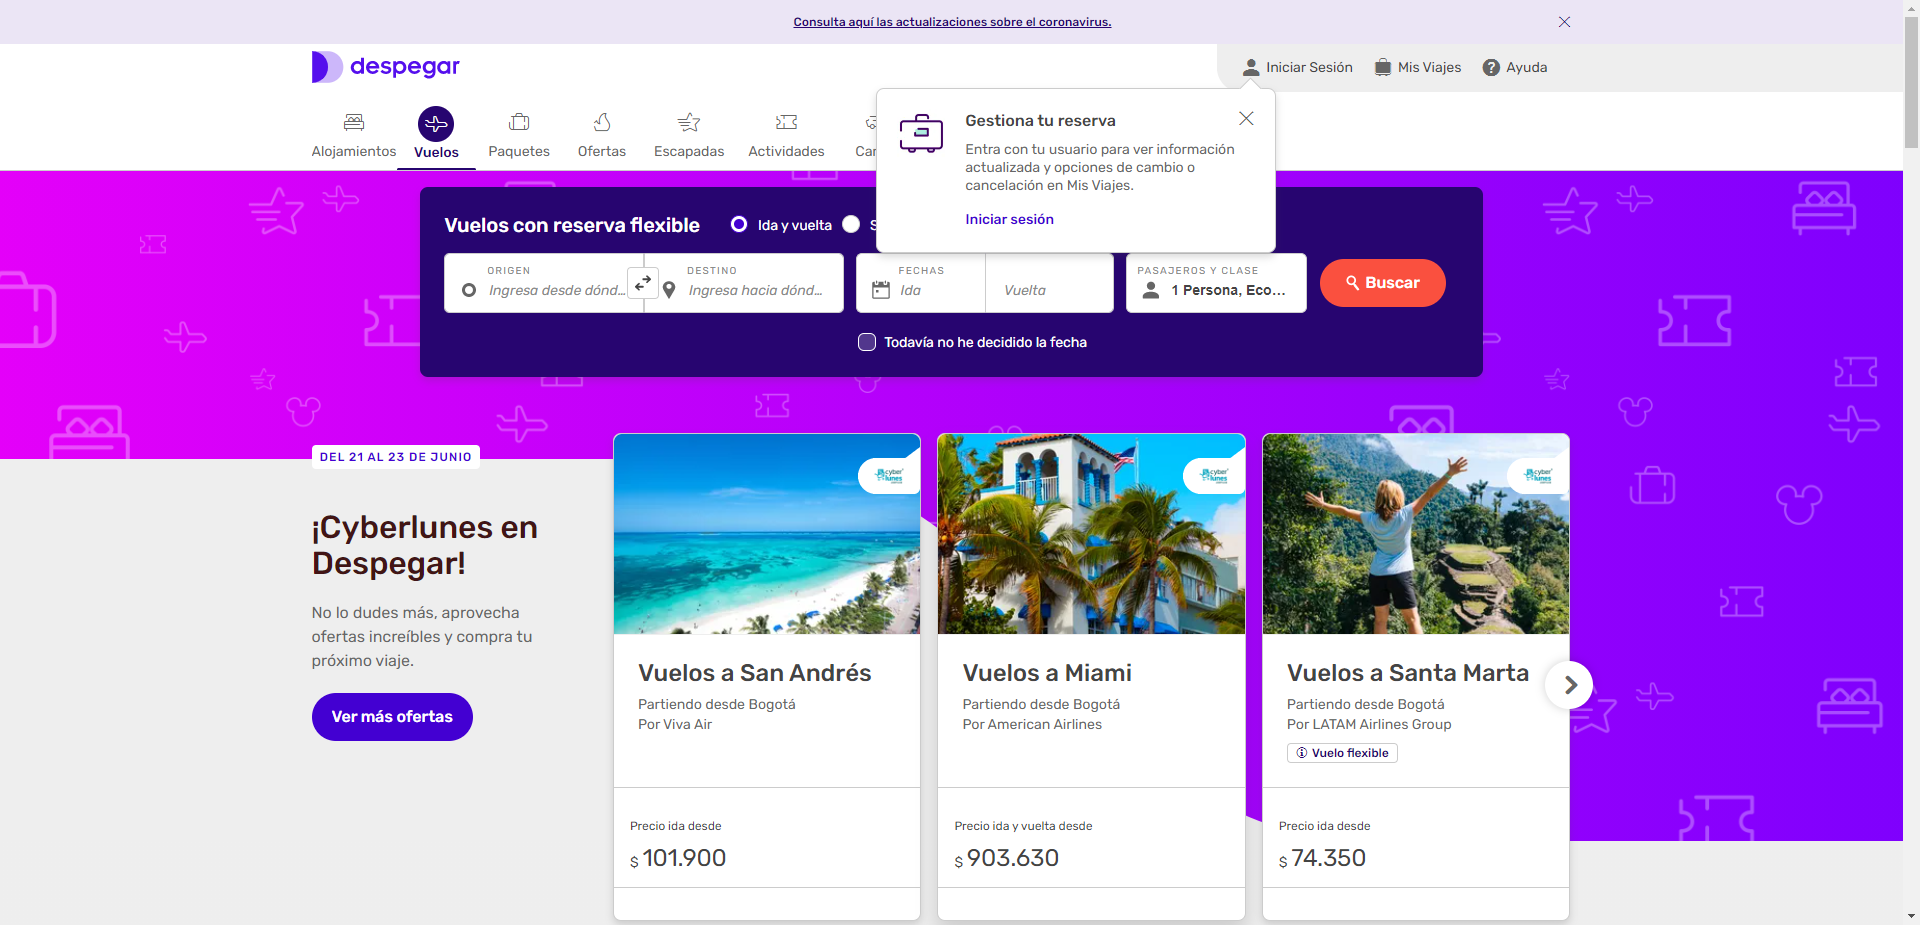 Consulta aquí las actualizaciones sobre el coronavirus.
despegar
Iniciar Sesión
Mis Viajes
Ayuda
Alojamientos
Vuelos
Paquetes
Ofertas
Escapadas
Actividades
Gestiona tu reserva
Entra con tu usuario para ver información
actualizada y opciones de cambio o
cancelación en Mis Viajes.
Iniciar sesión
Vuelos con reserva flexible
Ida y vuelta
ORIGEN
Ingresa desde dónd...
DESTINO
Ingresa hacia dónd...
FECHAS
Ida
Vuelta
PASAJEROS Y CLASE
1 Persona, Eco...
Buscar
Todavía no he decidido la fecha
DEL 21 AL 23 DE JUNIO
¡Cyberlunes en
Despegar!
No lo dudes más, aprovecha
ofertas increíbles y compra tu
próximo viaje.
Ver más ofertas
cyber
lunes
Vuelos a San Andrés
Partiendo desde Bogotá
Por Viva Air
Precio ida desde
$ 101.900
cyber
lunes
Vuelos a Miami
Partiendo desde Bogotá
Por American Airlines
Precio ida y vuelta desde
$ 903.630
cyber
lunes
Vuelos a Santa Marta
Partiendo desde Bogotá
Por LATAM Airlines Group
Vuelo flexible
Precio ida desde
$ 74.350